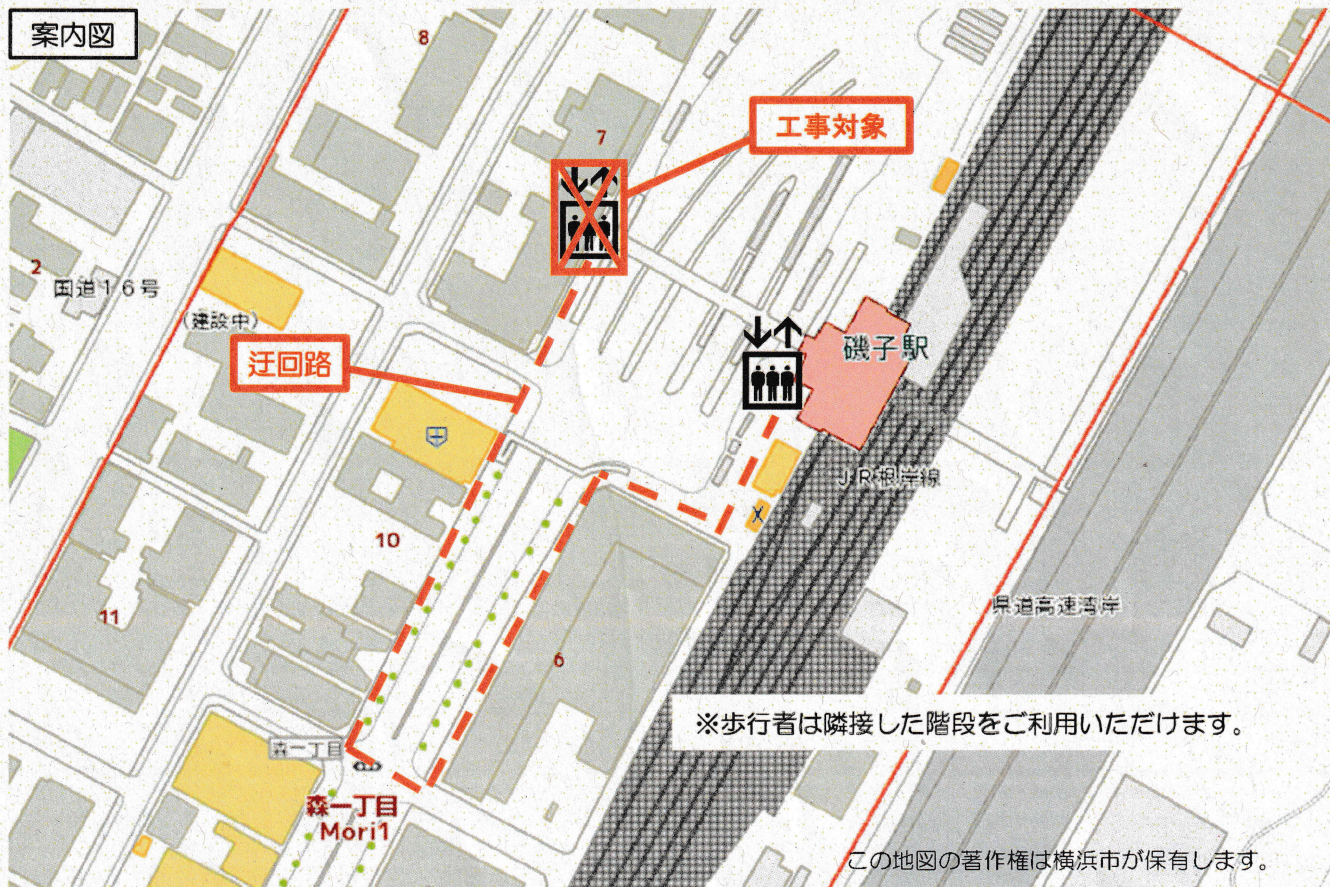 案内図
8
7
工事対象
2
国道16号
(建設中)
迂回路
磯子駅
JR根岸線
10
11
県道高速湾岸
6
※歩行者は隣接した階段をご利用いただけます。
森一丁目
森一丁目
Mori1
この地図の著作権は横浜市が保有します。